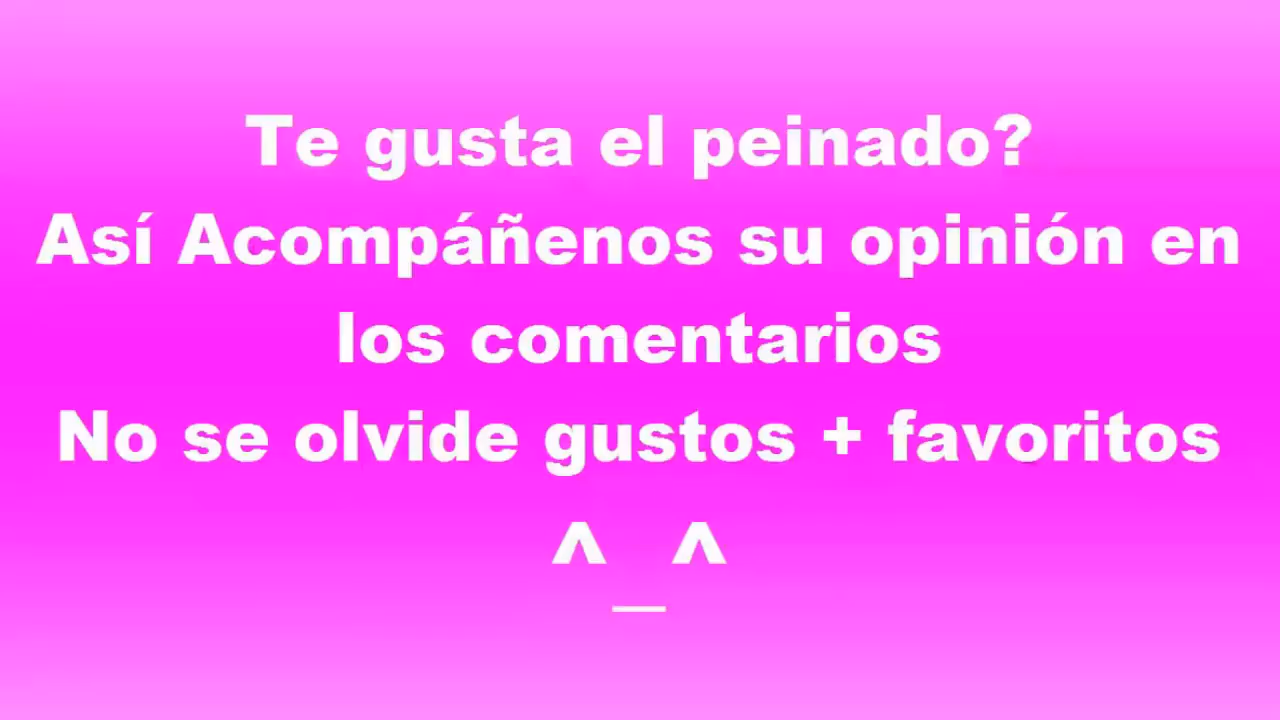 Te gusta el peinado?
Así Acompáñenos su opinión en
los comentarios
No se olvide gustos + favoritos
^_^